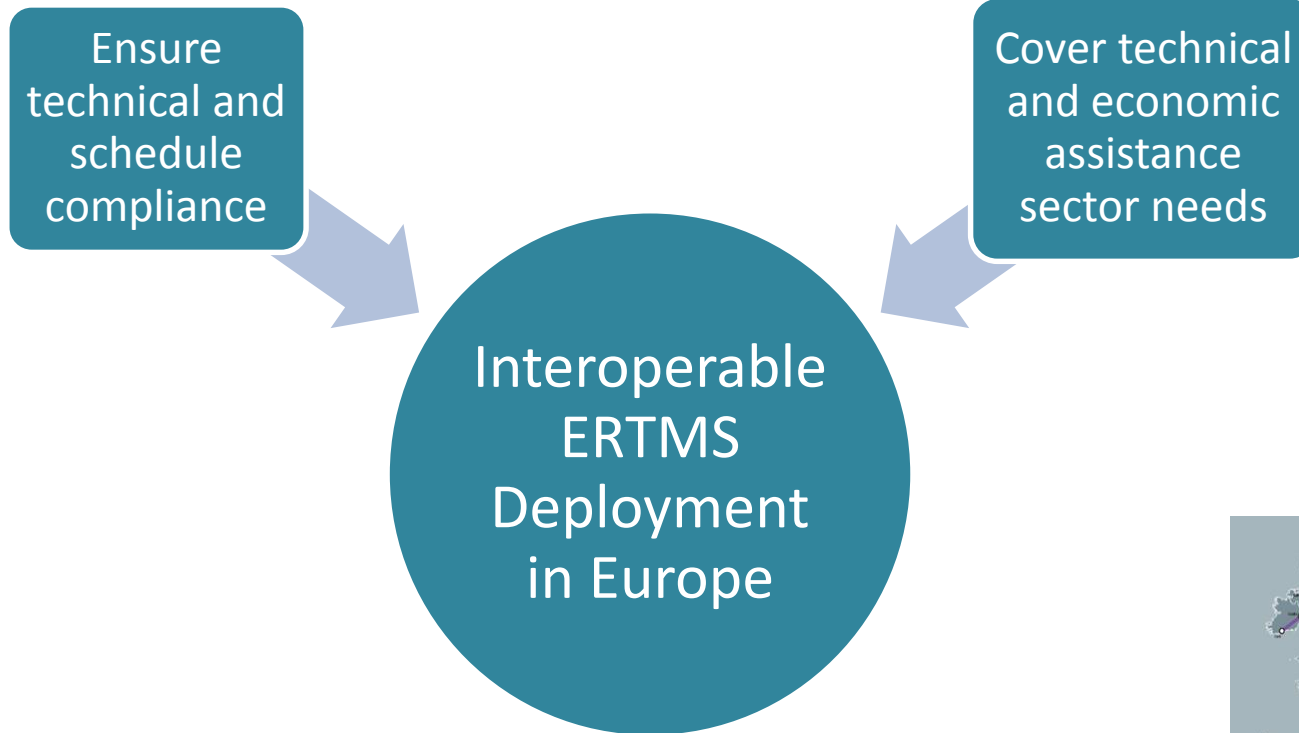 Ensure
technical and
schedule
compliance
Cover technical
and economic
assistance
sector needs
Interoperable
ERTMS
Deployment
in Europe